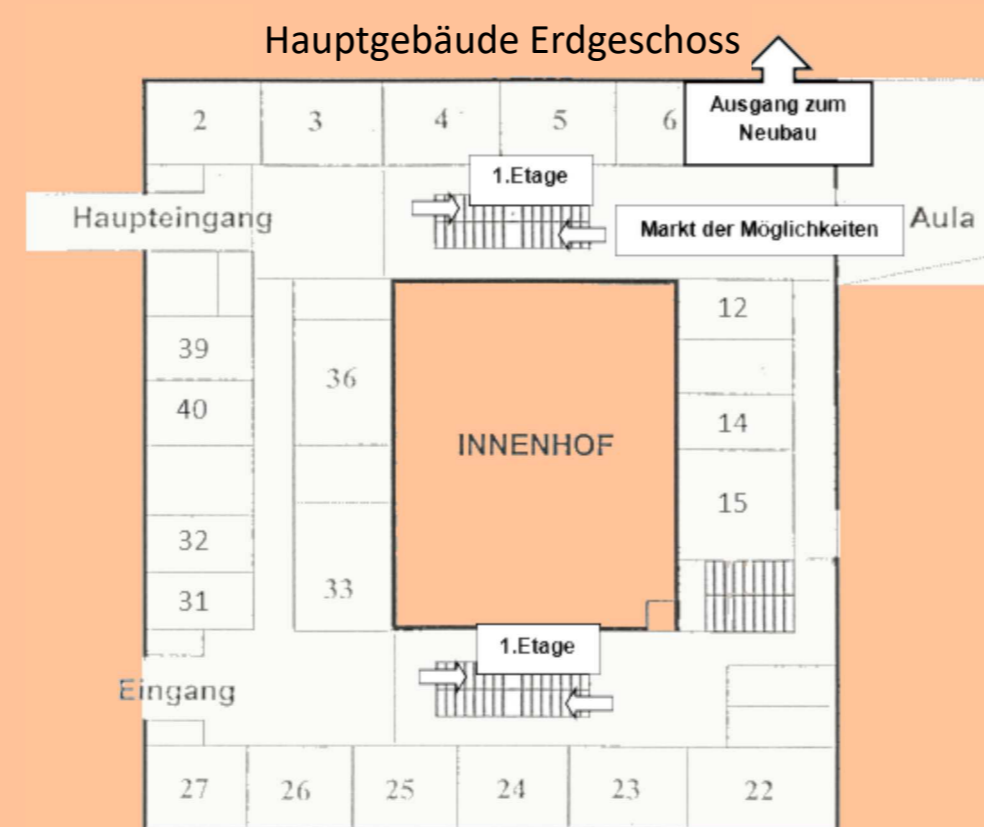 Hauptgebäude Erdgeschoss
2
3
4
5
6
Ausgang zum
Neubau
1.Etage
Haupteingang
Markt der Möglichkeiten
Aula
12
39
36
40
14
INNENHOF
15
32
33
31
1.Etage
Eingang
27
26
25
24
23
22